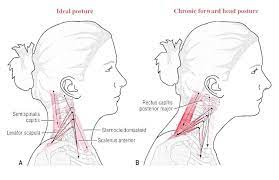 Ideal posture
Chronic forward head posture
Semispinalis
capitis
Levator scapula
Sternocleidomastoid
Scalenus anterior
A
Rectus capitis
posterior major
B